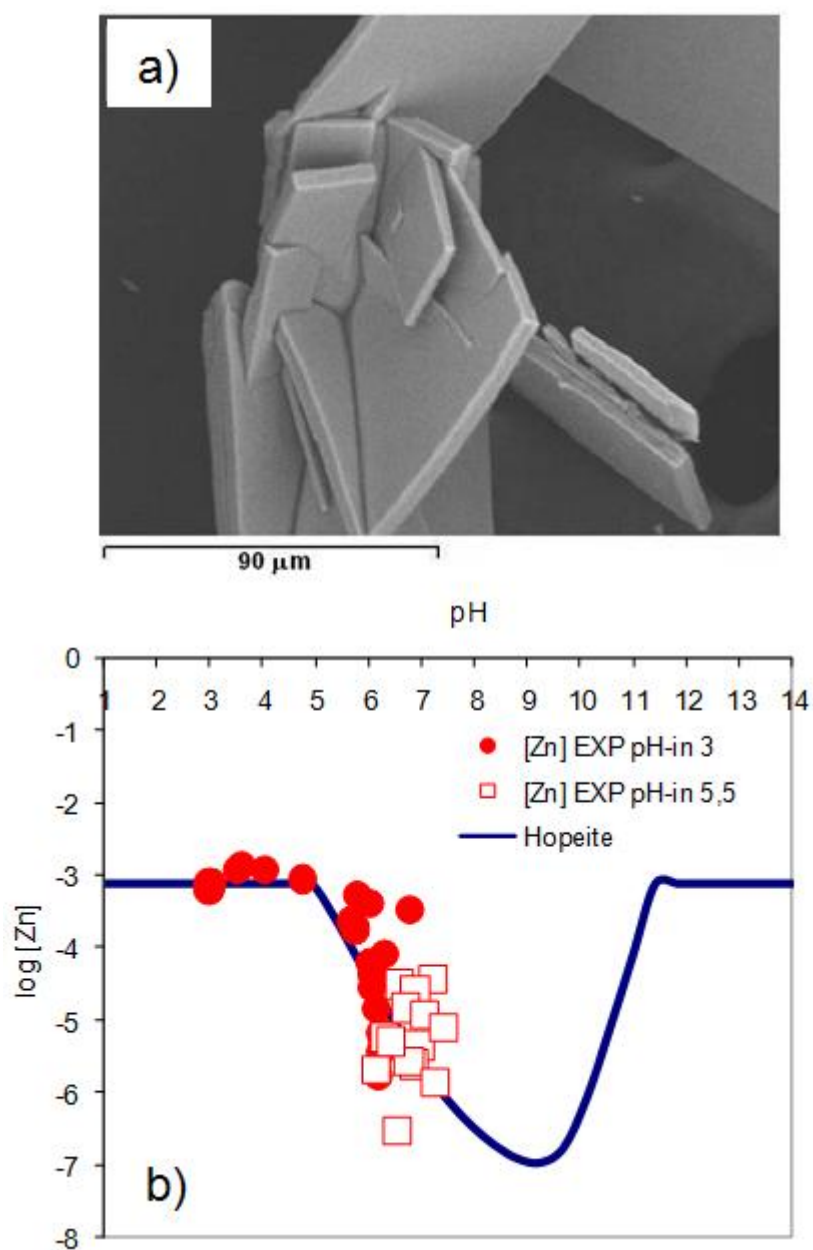 a)
90 μm
pH
0
1 2 3 4 5 6 7 8 9 10 11 12 13 14
-1
[Zn] EXP pH-in 3
-2
[Zn] EXP pH-in 5,5
Hopeite
-3
log [Zn]
-4
-5
-6
-7
b)
-8